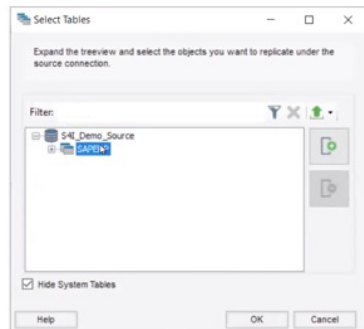 Select Tables
Expand the treeview and select the objects you want to replicate under the
source connection.
Filter:
S4I_Demo_Source
Hide System Tables
Help
OK
Cancel